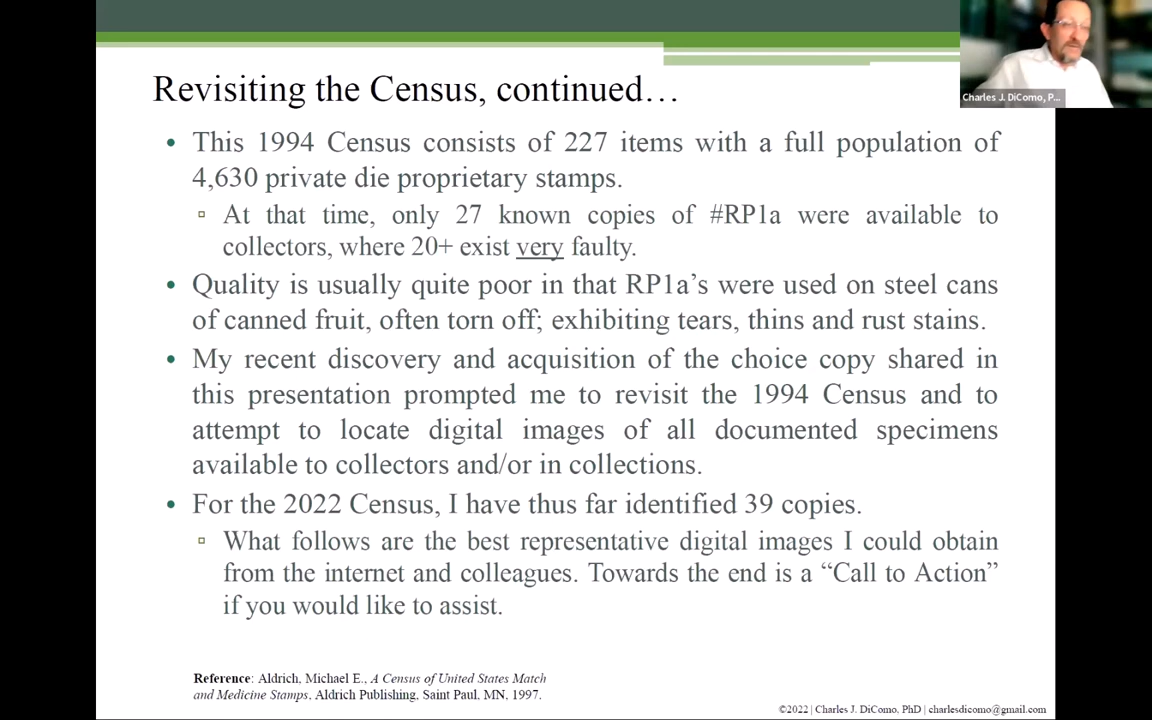 Charles J. DiComo, P...
Revisiting the Census, continued…
• This 1994 Census consists of 227 items with a full population of
4,630 private die proprietary stamps.
▫ At that time, only 27 known copies of #RP1a were available to
collectors, where 20+ exist very faulty.
• Quality is usually quite poor in that RP1a’s were used on steel cans
of canned fruit, often torn off; exhibiting tears, thins and rust stains.
• My recent discovery and acquisition of the choice copy shared in
this presentation prompted me to revisit the 1994 Census and to
attempt to locate digital images of all documented specimens
available to collectors and/or in collections.
• For the 2022 Census, I have thus far identified 39 copies.
▫ What follows are the best representative digital images I could obtain
from the internet and colleagues. Towards the end is a “Call to Action”
if you would like to assist.
Reference: Aldrich, Michael E., A Census of United States Match
and Medicine Stamps, Aldrich Publishing, Saint Paul, MN, 1997.
©2022 | Charles J. DiComo, PhD | charlesdicomo@gmail.com